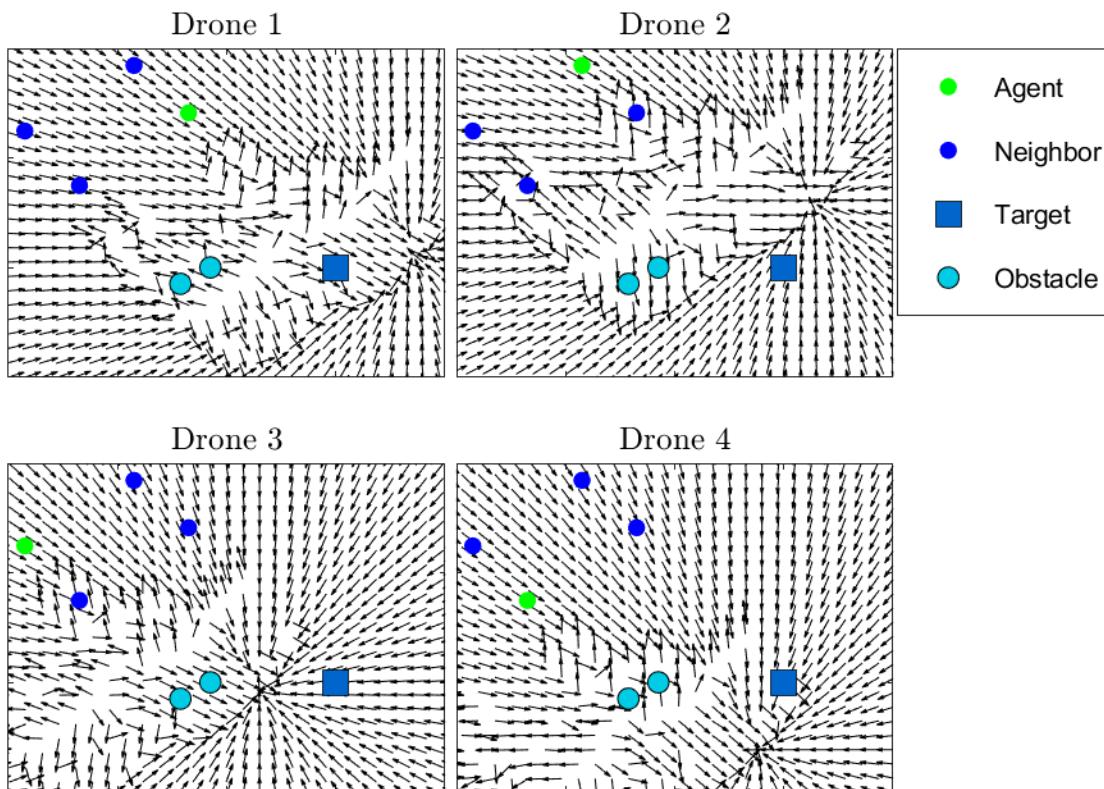 Drone 1
Drone 2
Agent
Neighbor
Target
Obstacle
Drone 3
Drone 4